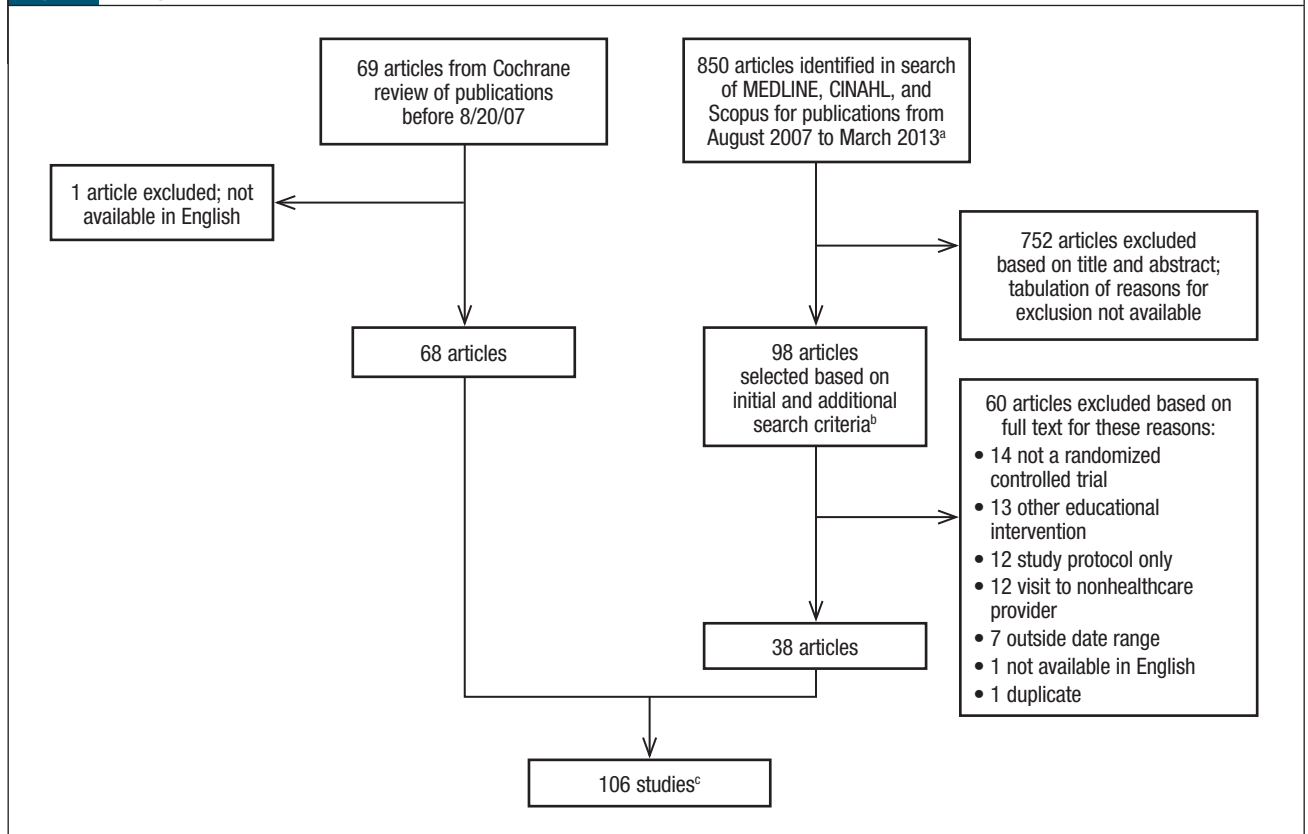 69 articles from Cochrane
review of publications
before 8/20/07
850 articles identified in search
of MEDLINE, CINAHL, and
Scopus for publications from
August 2007 to March 2013a
1 article excluded; not
available in English
752 articles excluded
based on title and abstract;
tabulation of reasons for
exclusion not available
68 articles
98 articles
selected based on
initial and additional
search criteriab
60 articles excluded based on
full text for these reasons:
• 14 not a randomized
controlled trial
• 13 other educational
intervention
• 12 study protocol only
• 12 visit to nonhealthcare
provider
• 7 outside date range
• 1 not available in English
• 1 duplicate
38 articles
106 studiesc